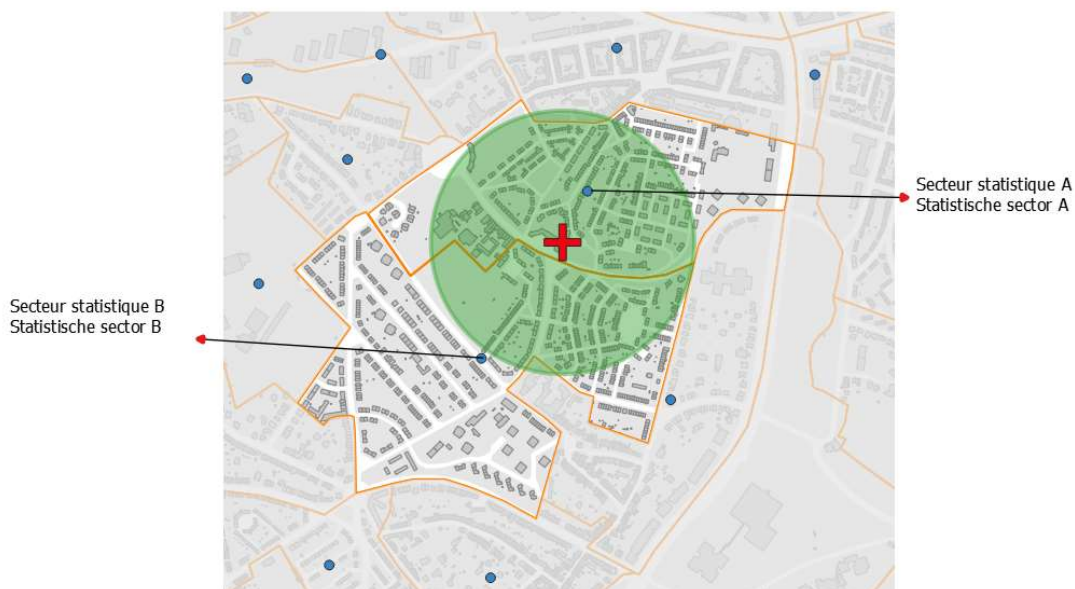 Secteur statistique A
Statistische sector A
Secteur statistique B
Statistische sector B